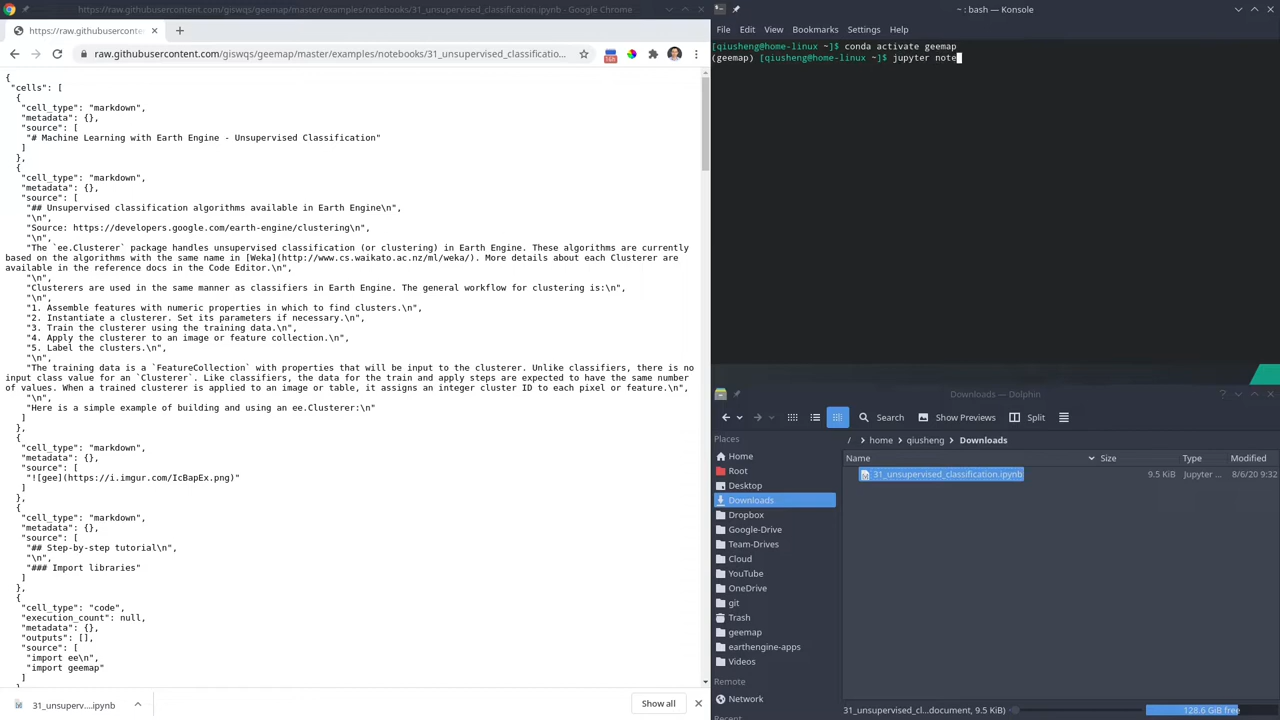 raw.githubusercontent.com/giswqs/geemap/master/examples/notebooks/31_unsupervised_classification.ipynb - Google Chrome
https://raw.githubusercontent
raw.githubusercontent.com/giswqs/geemap/master/examples/notebooks/31_unsupervised_classificatio...
{
"cells": [
{
"cell_type": "markdown",
"metadata": {},
"source": [
"# Machine Learning with Earth Engine - Unsupervised Classification"
]
},
{
"cell_type": "markdown",
"metadata": {},
"source": [
"## Unsupervised classification algorithms available in Earth Engine\n",
"\n",
"Source: https://developers.google.com/earth-engine/clustering\n",
"\n",
"The `ee.Clusterer` package handles unsupervised classification (or clustering) in Earth Engine. These algorithms are currently
based on the algorithms with the same name in [Weka](http://www.cs.waikato.ac.nz/ml/weka/). More details about each Clusterer are
available in the reference docs in the Code Editor.\n",
"\n",
"Clusterers are used in the same manner as classifiers in Earth Engine. The general workflow for clustering is:\n",
"\n",
"1. Assemble features with numeric properties in which to find clusters.\n",
"2. Instantiate a clusterer. Set its parameters if necessary.\n",
"3. Train the clusterer using the training data.\n",
"4. Apply the clusterer to an image or feature collection.\n",
"5. Label the clusters.\n",
"\n",
"The training data is a `FeatureCollection` with properties that will be input to the clusterer. Unlike classifiers, there is no
input class value for an `Clusterer`. Like classifiers, the data for the train and apply steps are expected to have the same number
of values. When a trained clusterer is applied to an image or table, it assigns an integer cluster ID to each pixel or feature.\n",
"\n",
"Here is a simple example of building and using an ee.Clusterer:\n"
]
},
{
"cell_type": "markdown",
"metadata": {},
"source": [
"![gee](https://i.imgur.com/IcBapEx.png)"
]
},
{
"cell_type": "markdown",
"metadata": {},
"source": [
"## Step-by-step tutorial\n",
"\n",
"### Import libraries"
]
},
{
"cell_type": "code",
"execution_count": null,
"metadata": {},
"outputs": [],
"source": [
"import ee\n",
"import geemap"
]
31_unsuperv....ipynb
Show all
~ : bash — Konsole
File Edit View Bookmarks Settings Help
[qiusheng@home-linux ~]$ conda activate geemap
(geemap) [qiusheng@home-linux ~]$ jupyter note
Downloads — Dolphin
Search Show Previews Split
/ home qiusheng Downloads
Places
Home
Root
Desktop
Downloads
Dropbox
Google-Drive
Team-Drives
Cloud
YouTube
OneDrive
git
Trash
geemap
earthengine-apps
Videos
Remote
Network
Recent
Name Size Type Modified
31_unsupervised_classification.ipynb 9.5 KiB Jupyter ... 8/6/20 9:32
31_unsupervised_cl...document, 9.5 KiB) 128.6 GiB free